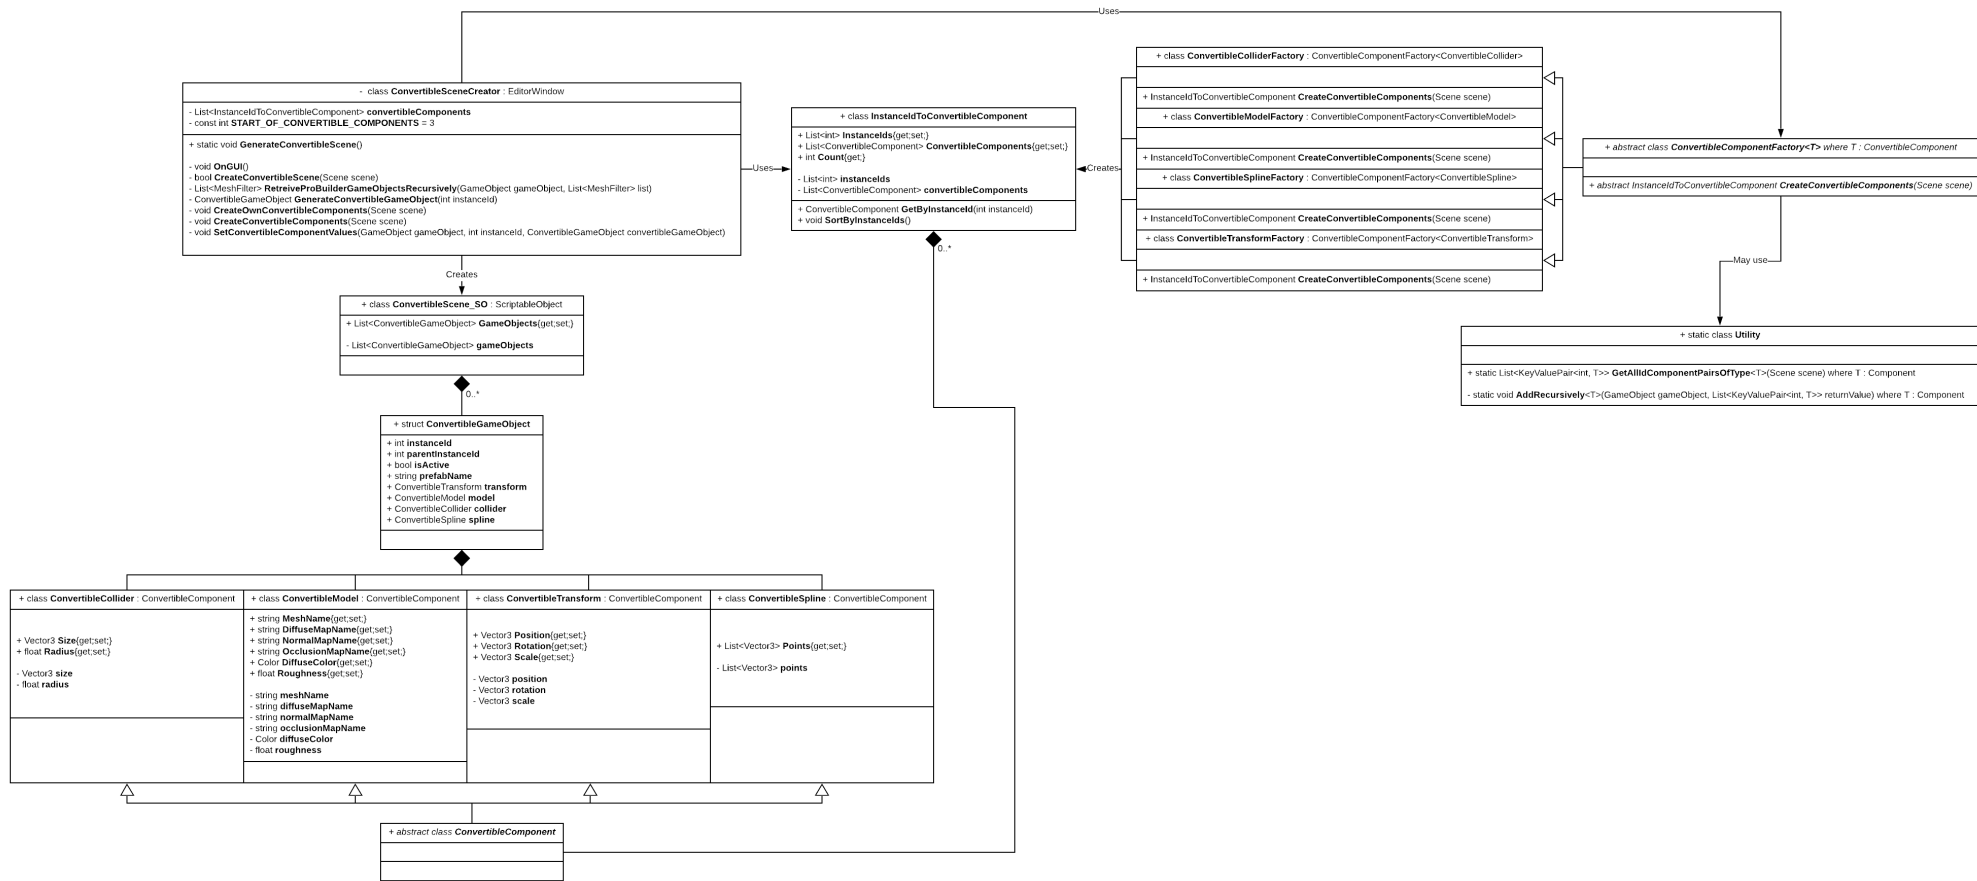 Uses
- class ConvertibleSceneCreator : EditorWindow
- List<InstanceIdToConvertibleComponent> convertibleComponents
- const int START_OF_CONVERTIBLE_COMPONENTS = 3
+ static void GenerateConvertibleScene()
- void OnGUI()
- bool CreateConvertibleScene(Scene scene)
- List<MeshFilter> RetreiveProBuilderGameObjectsRecursively(GameObject gameObject, List<MeshFilter> list)
- ConvertibleGameObject GenerateConvertibleGameObject(int instanceId)
- void CreateOwnConvertibleComponents(Scene scene)
- void CreateConvertibleComponents(Scene scene)
- void SetConvertibleComponentValues(GameObject gameObject, int instanceId, ConvertibleGameObject convertibleGameObject)
Uses
+ class InstanceIdToConvertibleComponent
+ List<int> InstanceIds{get;set;}
+ List<ConvertibleComponent> ConvertibleComponents{get;set;}
+ int Count{get;}
- List<int> instanceIds
- List<ConvertibleComponent> convertibleComponents
+ ConvertibleComponent GetByInstanceId(int instanceId)
+ void SortByInstanceIds()
0..*
Creates
+ class ConvertibleColliderFactory : ConvertibleComponentFactory<ConvertibleCollider>
+ InstanceIdToConvertibleComponent CreateConvertibleComponents(Scene scene)
+ class ConvertibleModelFactory : ConvertibleComponentFactory<ConvertibleModel>
+ InstanceIdToConvertibleComponent CreateConvertibleComponents(Scene scene)
+ class ConvertibleSplineFactory : ConvertibleComponentFactory<ConvertibleSpline>
+ InstanceIdToConvertibleComponent CreateConvertibleComponents(Scene scene)
+ class ConvertibleTransformFactory : ConvertibleComponentFactory<ConvertibleTransform>
+ InstanceIdToConvertibleComponent CreateConvertibleComponents(Scene scene)
+ abstract class ConvertibleComponentFactory<T> where T : ConvertibleComponent
+ abstract InstanceIdToConvertibleComponent CreateConvertibleComponents(Scene scene)
May use
+ static class Utility
+ static List<KeyValuePair<int, T>> GetAllIdComponentPairsOfType<T>(Scene scene) where T : Component
- static void AddRecursively<T>(GameObject gameObject, List<KeyValuePair<int, T>> returnValue) where T : Component
Creates
+ class ConvertibleScene_SO : ScriptableObject
+ List<ConvertibleGameObject> GameObjects{get;set;}
- List<ConvertibleGameObject> gameObjects
0..*
+ struct ConvertibleGameObject
+ int instanceId
+ int parentInstanceId
+ bool isActive
+ string prefabName
+ ConvertibleTransform transform
+ ConvertibleModel model
+ ConvertibleCollider collider
+ ConvertibleSpline spline
+ class ConvertibleCollider : ConvertibleComponent
+ Vector3 Size{get;set;}
+ float Radius{get;set;}
- Vector3 size
- float radius
+ class ConvertibleModel : ConvertibleComponent
+ string MeshName{get;set;}
+ string DiffuseMapName{get;set;}
+ string NormalMapName{get;set;}
+ string OcclusionMapName{get;set;}
+ Color DiffuseColor{get;set;}
+ float Roughness{get;set;}
- string meshName
- string diffuseMapName
- string normalMapName
- string occlusionMapName
- Color diffuseColor
- float roughness
+ class ConvertibleTransform : ConvertibleComponent
+ Vector3 Position{get;set;}
+ Vector3 Rotation{get;set;}
+ Vector3 Scale{get;set;}
- Vector3 position
- Vector3 rotation
- Vector3 scale
+ class ConvertibleSpline : ConvertibleComponent
+ List<Vector3> Points{get;set;}
- List<Vector3> points
+ abstract class ConvertibleComponent